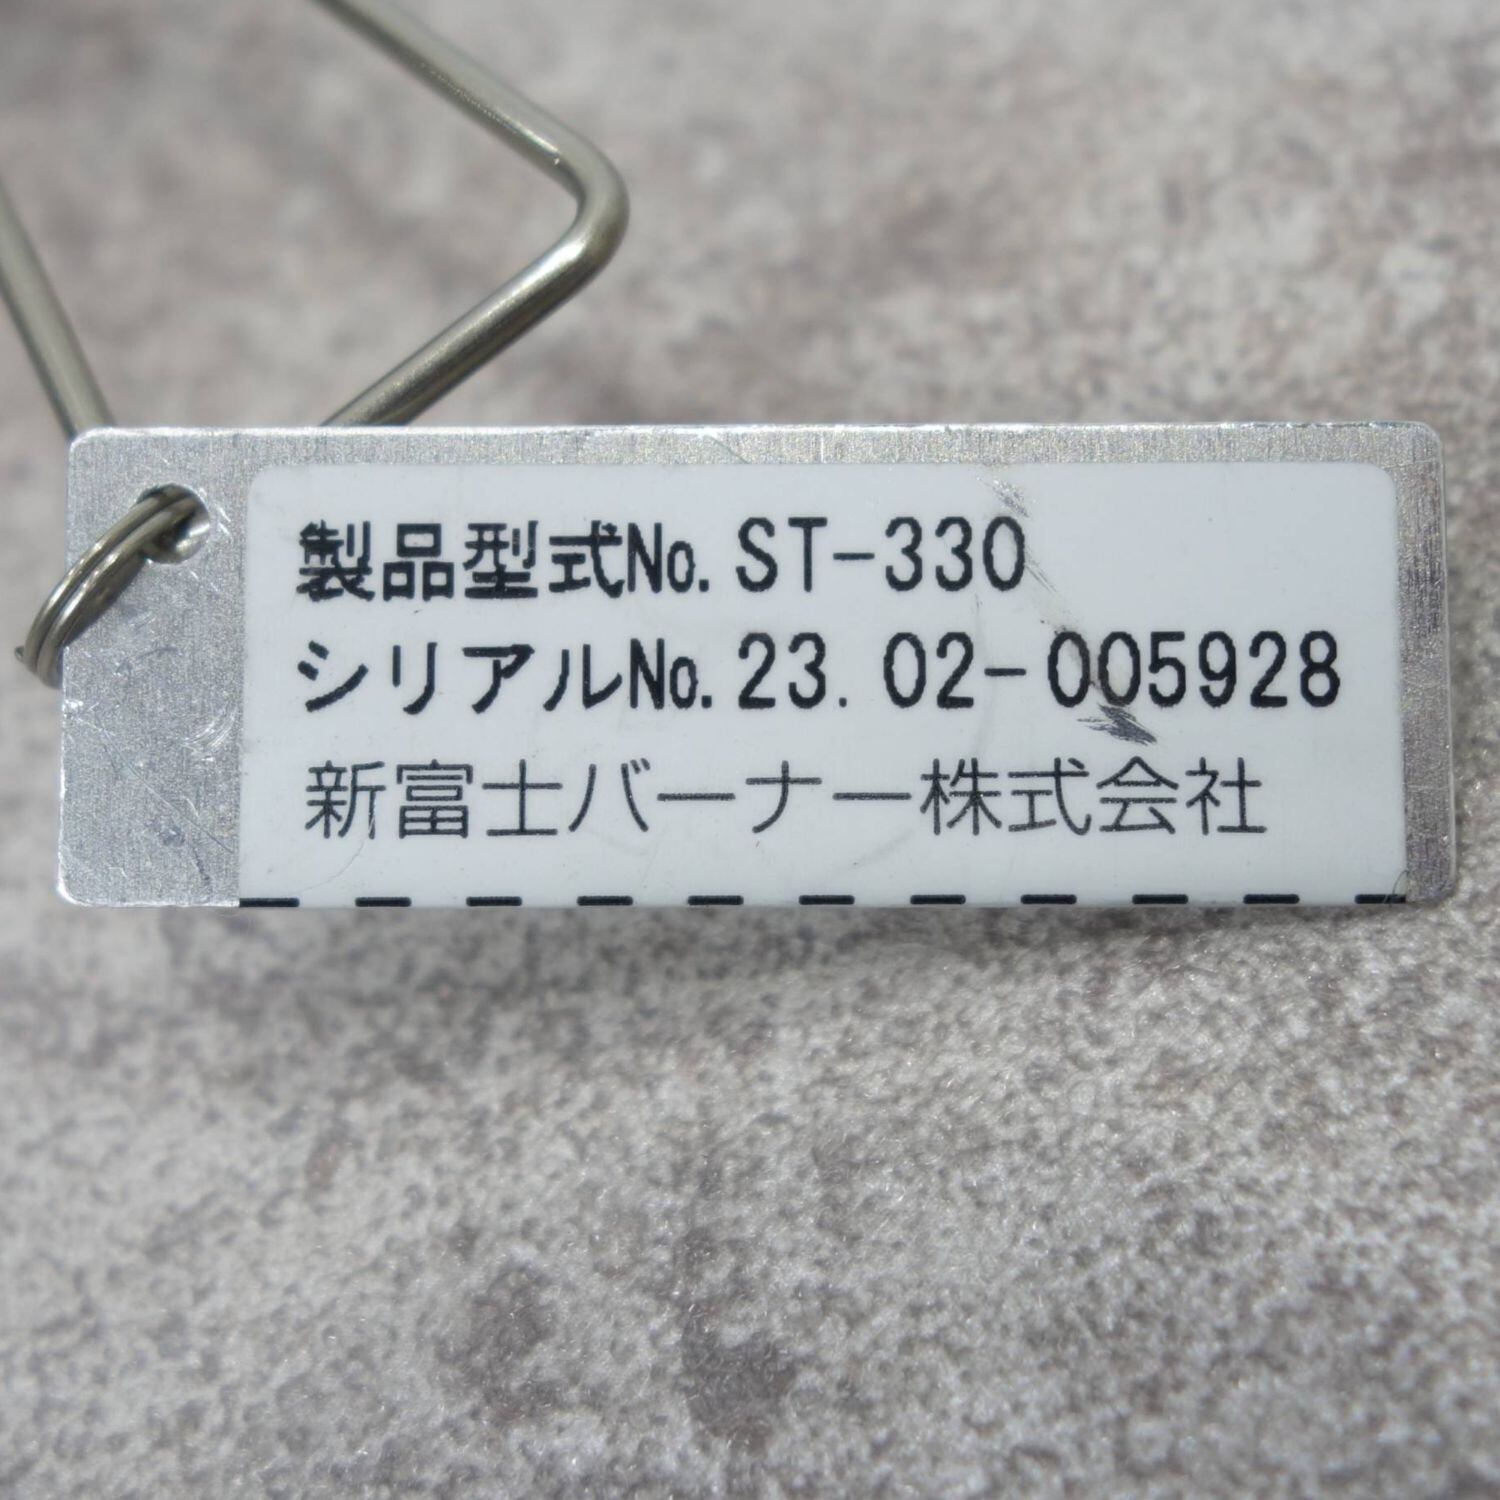 製品型式No. ST-330
シリアルNo. 23. 02-005928
新富士バーナー株式会社